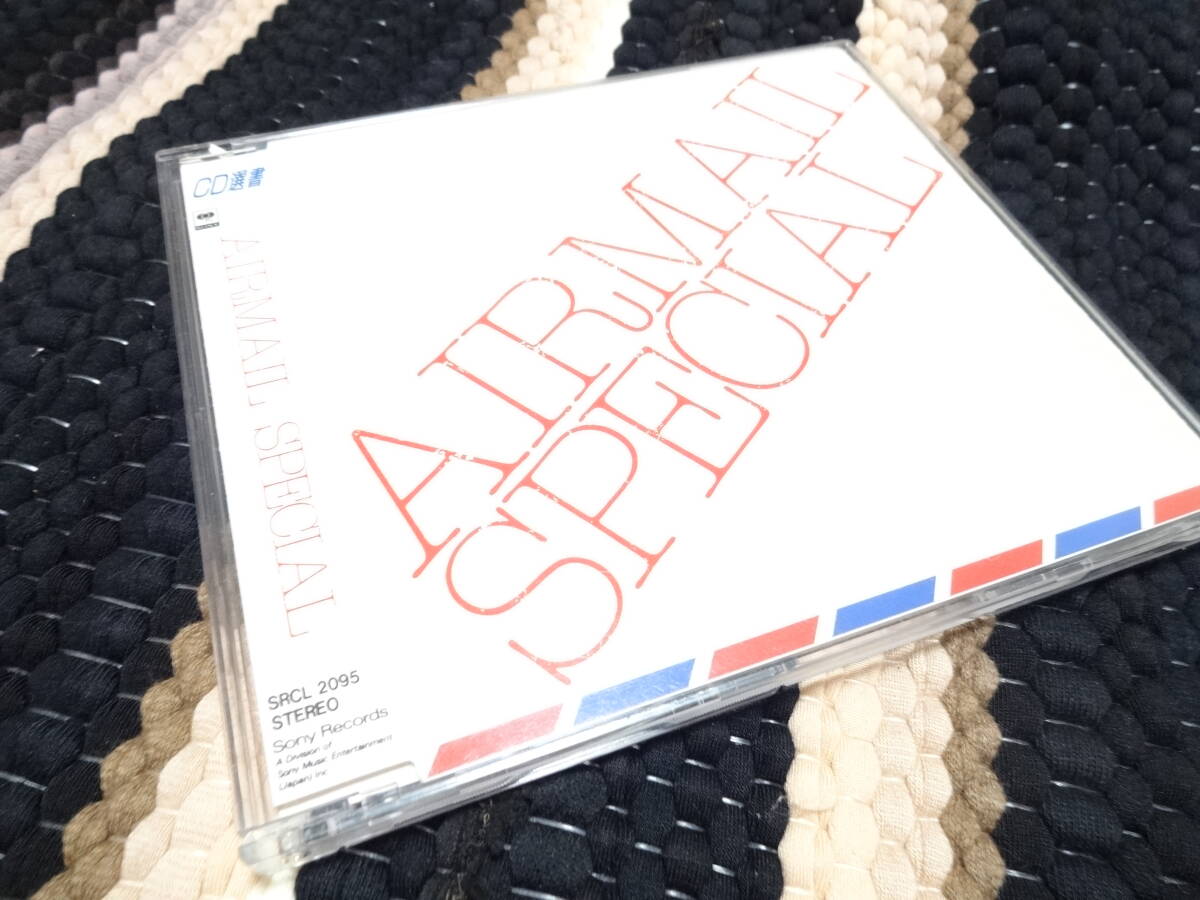 CD選書
AIRMAIL SPECIAL
AIRMAIL
SPECIAL
SRCL 2095
STEREO
Sony Records
A Division of
Sony Music Entertainment
(Japan) Inc.